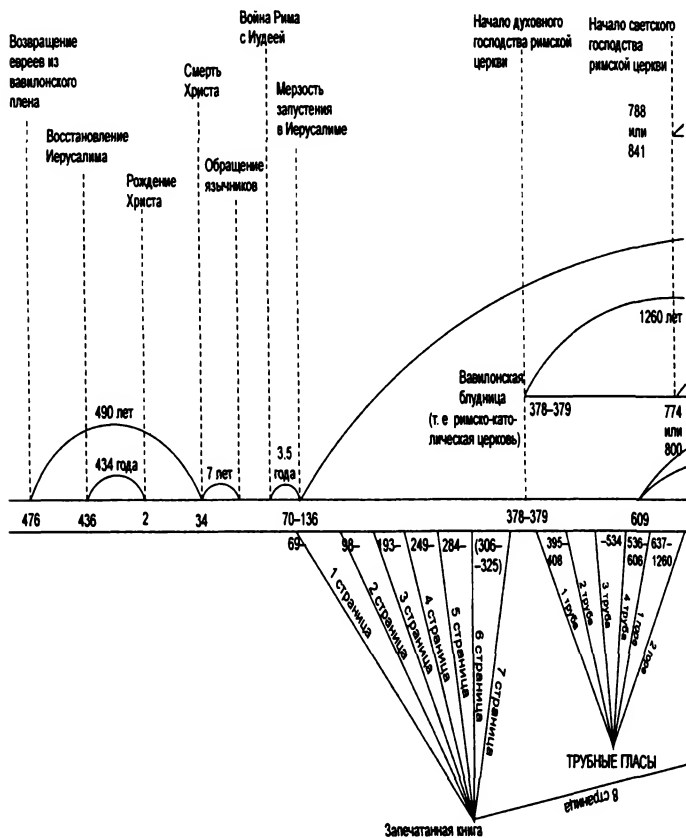 Возвращение
евреев из
вавилонского
плена
Восстановление
Иерусалима
Рождение
Христа
Смерть
Христа
Обращение
язычников
Война Рима
с Иудеей
Мерзость
запустения
в Иерусалиме
Начало духовного
господства римской
церкви
Начало светского
господства
римской церкви
788
или
841
1260 лет
Вавилонская
блудница
(т. е римско-като-
лическая церковь)
378–379
774
или
800
490 лет
434 года
7 лет
3.5
года
476
436
2
34
70–136
378–379
609
69–
98–
193–
249–
284–
(306–
–325)
395–
408
–534
536–
606
637–
1260
1 страница
2 страница
3 страница
4 страница
5 страница
6 страница
7 страница
1 труба
2 труба
3 труба
4 труба
1 горе
2 горе
ТРУБНЫЕ ГЛАСЫ
8 страница
Запечатанная книга